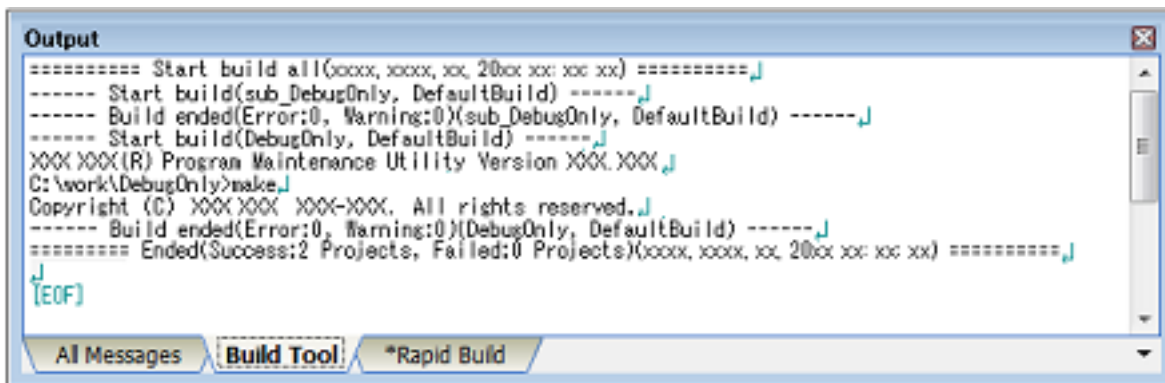 Output
========== Start build all(xxxx, xxxx, xx, 20xx xx: xx: xx) ==========
------ Start build(sub_DebugOnly, DefaultBuild) ------
------ Build ended(Error:0, Warning:0)(sub_DebugOnly, DefaultBuild) ------
------ Start build(DebugOnly, DefaultBuild) ------
XXX XXX(R) Program Maintenance Utility Version XXX.XXX
C:\work\DebugOnly>make
Copyright (C) XXX XXX XXX-XXX. All rights reserved.
------ Build ended(Error:0, Warning:0)(DebugOnly, DefaultBuild) ------
========= Ended(Success:2 Projects, Failed:0 Projects)(xxxx, xxxx, xx, 20xx xx: xx: xx) ==========
[EOF]
All Messages Build Tool *Rapid Build